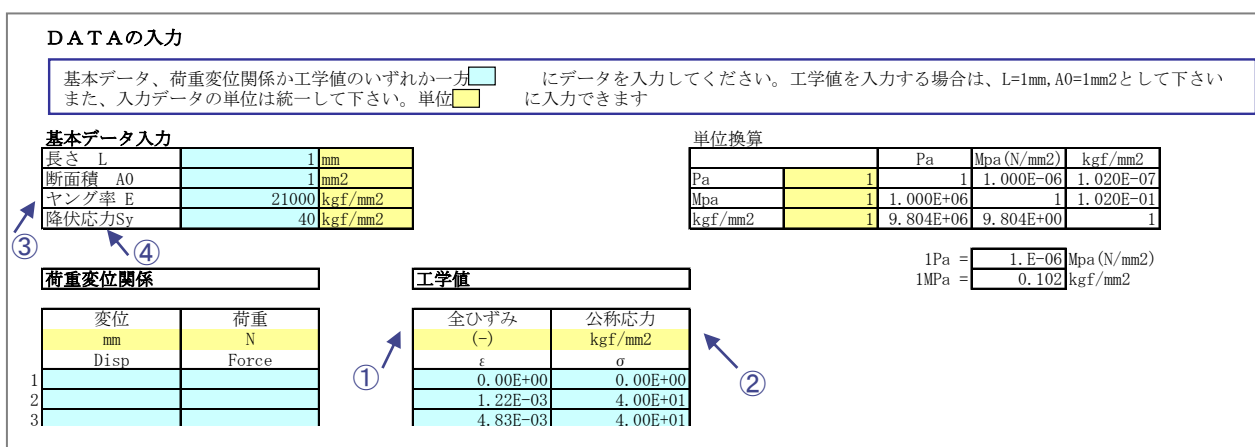 DATAの入力
基本データ、荷重変位関係か工学値のいずれか一方 にデータを入力してください。工学値を入力する場合は、L=1mm,A0=1mm2として下さい
また、入力データの単位は統一して下さい。単位 に入力できます
基本データ入力
長さ L 1 mm
断面積 A0 1 mm2
ヤング率 E 21000 kgf/mm2
降伏応力Sy 40 kgf/mm2
③
④
単位換算
Pa Mpa(N/mm2) kgf/mm2
Pa 1 1 1.000E-06 1.020E-07
Mpa 1 1.000E+06 1 1.020E-01
kgf/mm2 1 9.804E+06 9.804E+00 1
1Pa = 1.E-06 Mpa(N/mm2)
1MPa = 0.102 kgf/mm2
荷重変位関係
変位 荷重
mm N
Disp Force
1
2
3
工学値
全ひずみ 公称応力
(-) kgf/mm2
ε σ
0.00E+00 0.00E+00
1.22E-03 4.00E+01
4.83E-03 4.00E+01
①
②